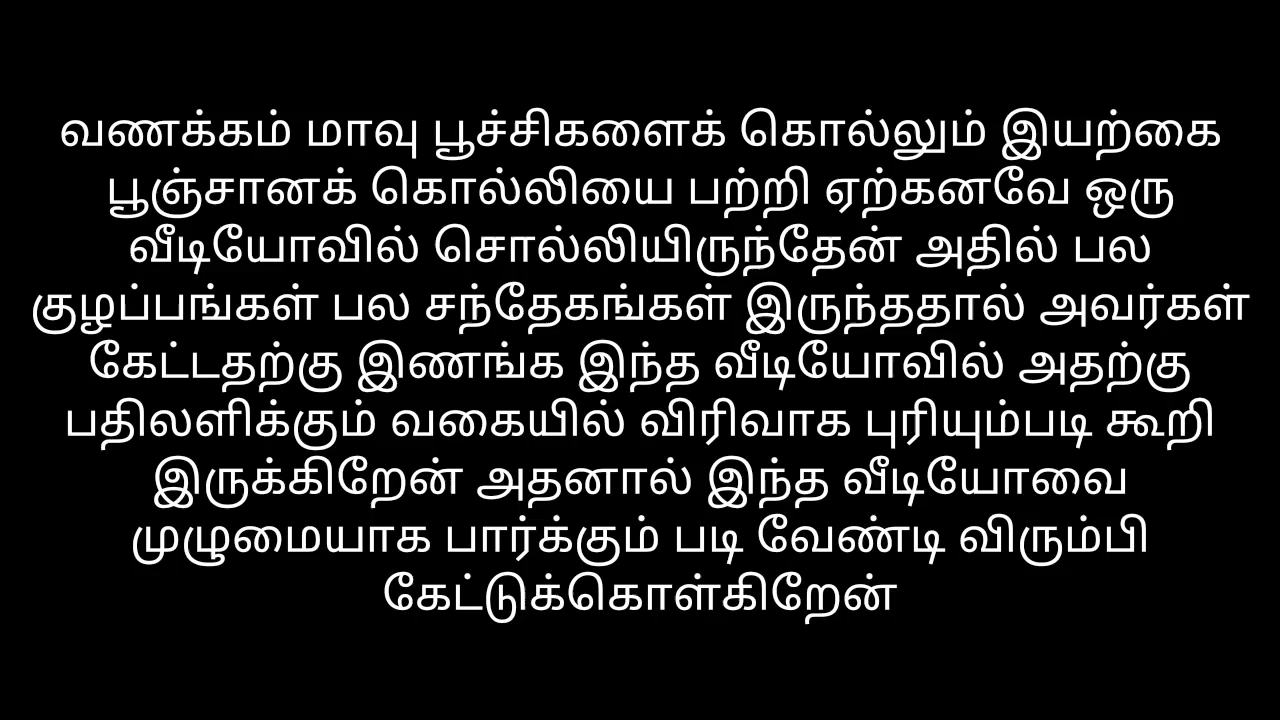 வணக்கம் மாவு பூச்சிகளைக் கொல்லும் இயற்கை
பூஞ்சானக் கொல்லியை பற்றி ஏற்கனவே ஒரு
வீடியோவில் சொல்லியிருந்தேன் அதில் பல
குழப்பங்கள் பல சந்தேகங்கள் இருந்ததால் அவர்கள்
கேட்டதற்கு இணங்க இந்த வீடியோவில் அதற்கு
பதிலளிக்கும் வகையில் விரிவாக புரியும்படி கூறி
இருக்கிறேன் அதனால் இந்த வீடியோவை
முழுமையாக பார்க்கும் படி வேண்டி விரும்பி
கேட்டுக்கொள்கிறேன்